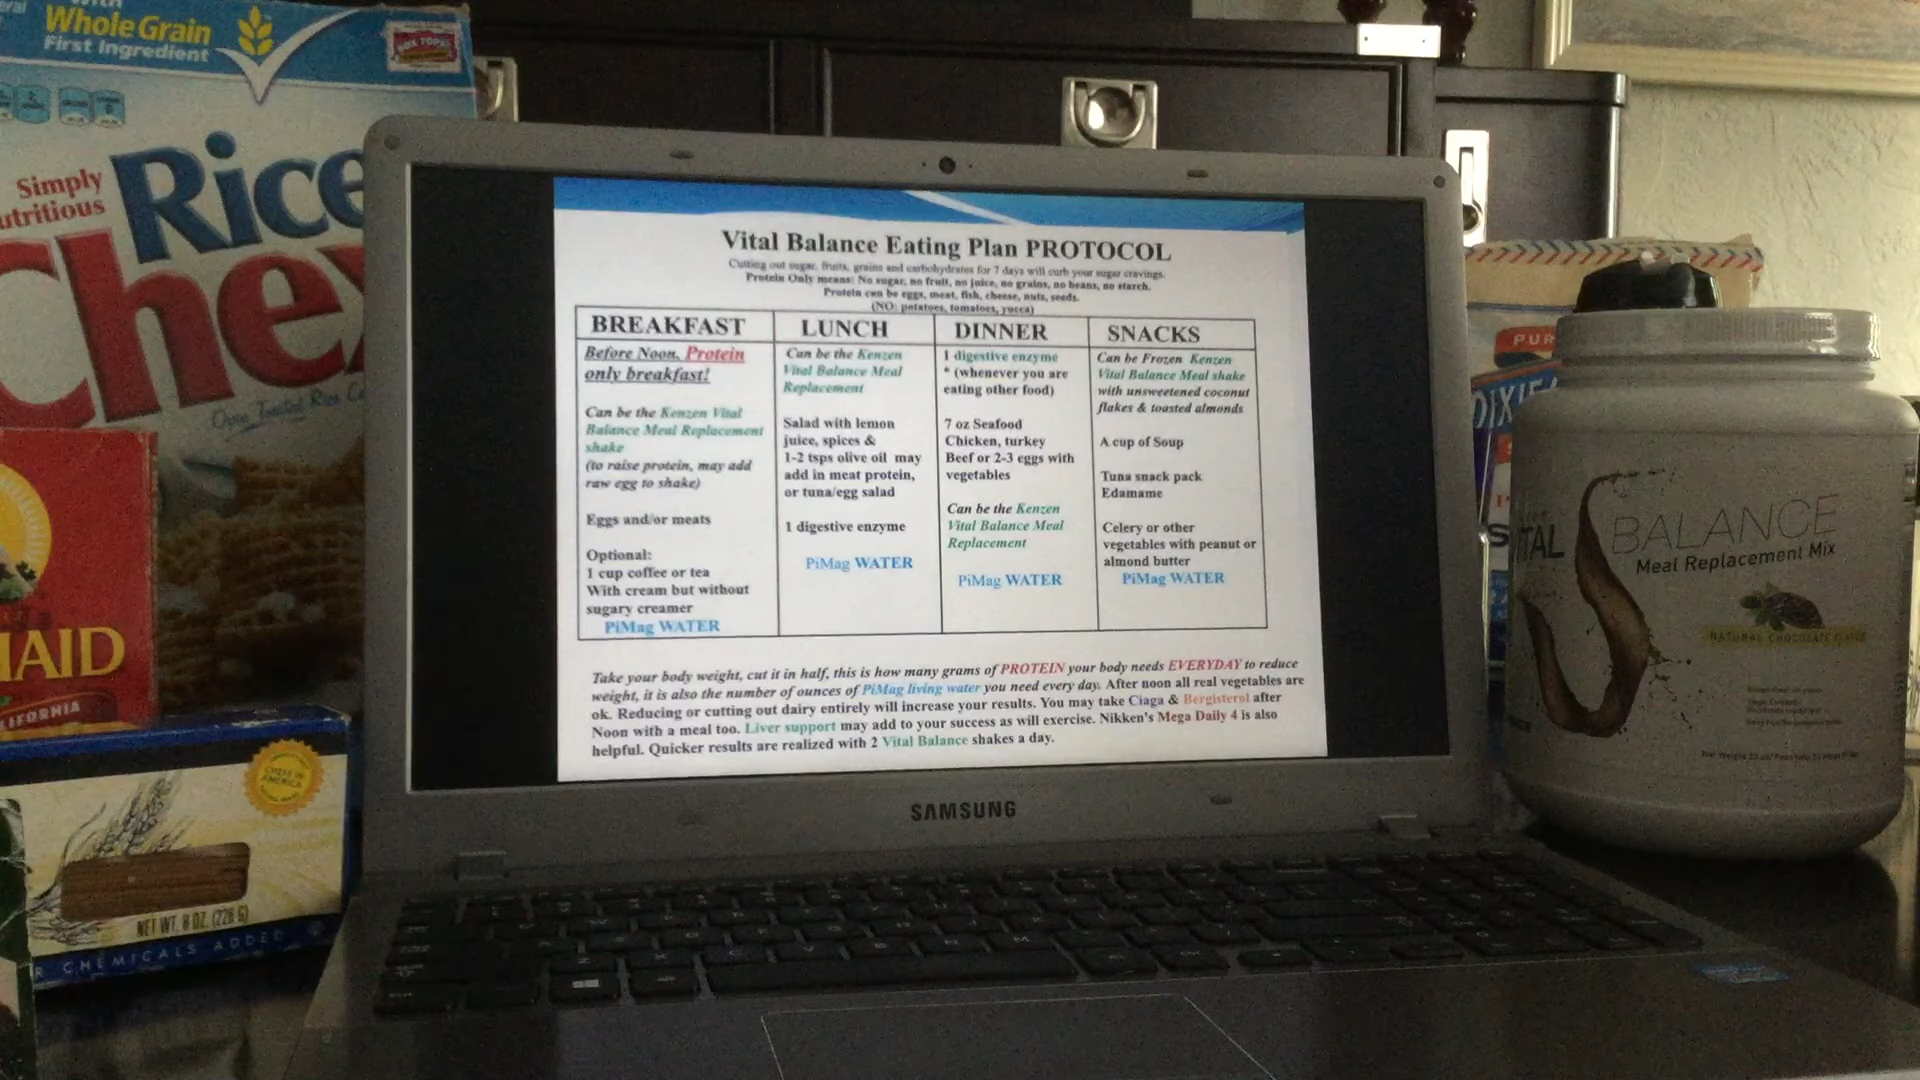 Whole Grain
First Ingredient
BOX TOPS
Simply
utritious
Rice
Chex
Oven Toasted Rice
MAID
LIFORNIA
CHEFS IN
AMERICA
NET WT. 8 OZ. (226 G)
R CHEMICALS ADDED
Vital Balance Eating Plan PROTOCOL
Cutting out sugar, fruits, grains and carbohydrates for 7 days will curb your sugar cravings.
Protein Only means: No sugar, no fruit, no juice, no grains, no beans, no starch.
Protein can be eggs, meat, fish, cheese, nuts, seeds.
(NO: potatoes, tomatoes, yucca)
BREAKFAST
Before Noon, Protein
only breakfast!
Can be the Kenzen Vital
Balance Meal Replacement
shake
(to raise protein, may add
raw egg to shake)
Eggs and/or meats
Optional:
1 cup coffee or tea
With cream but without
sugary creamer
PiMag WATER
LUNCH
Can be the Kenzen
Vital Balance Meal
Replacement
Salad with lemon
juice, spices &
1-2 tsps olive oil may
add in meat protein,
or tuna/egg salad
1 digestive enzyme
PiMag WATER
DINNER
1 digestive enzyme
* (whenever you are
eating other food)
7 oz Seafood
Chicken, turkey
Beef or 2-3 eggs with
vegetables
Can be the Kenzen
Vital Balance Meal
Replacement
PiMag WATER
SNACKS
Can be Frozen Kenzen
Vital Balance Meal shake
with unsweetened coconut
flakes & toasted almonds
A cup of Soup
Tuna snack pack
Edamame
Celery or other
vegetables with peanut or
almond butter
PiMag WATER
Take your body weight, cut it in half, this is how many grams of PROTEIN your body needs EVERYDAY to reduce
weight, it is also the number of ounces of PiMag living water you need every day. After noon all real vegetables are
ok. Reducing or cutting out dairy entirely will increase your results. You may take Ciaga & Bergisterol after
Noon with a meal too. Liver support may add to your success as will exercise. Nikken's Mega Daily 4 is also
helpful. Quicker results are realized with 2 Vital Balance shakes a day.
SAMSUNG
PUR
DIXIE
VITAL
BALANCE
Meal Replacement Mix
NATURAL CHOCOLATE FLAVOR